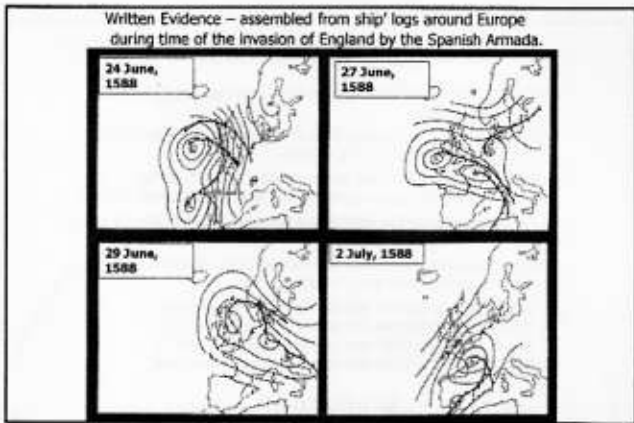 Written Evidence – assembled from ship' logs around Europe
during time of the invasion of England by the Spanish Armada.
24 June,
1588
27 June,
1588
29 June,
1588
2 July, 1588